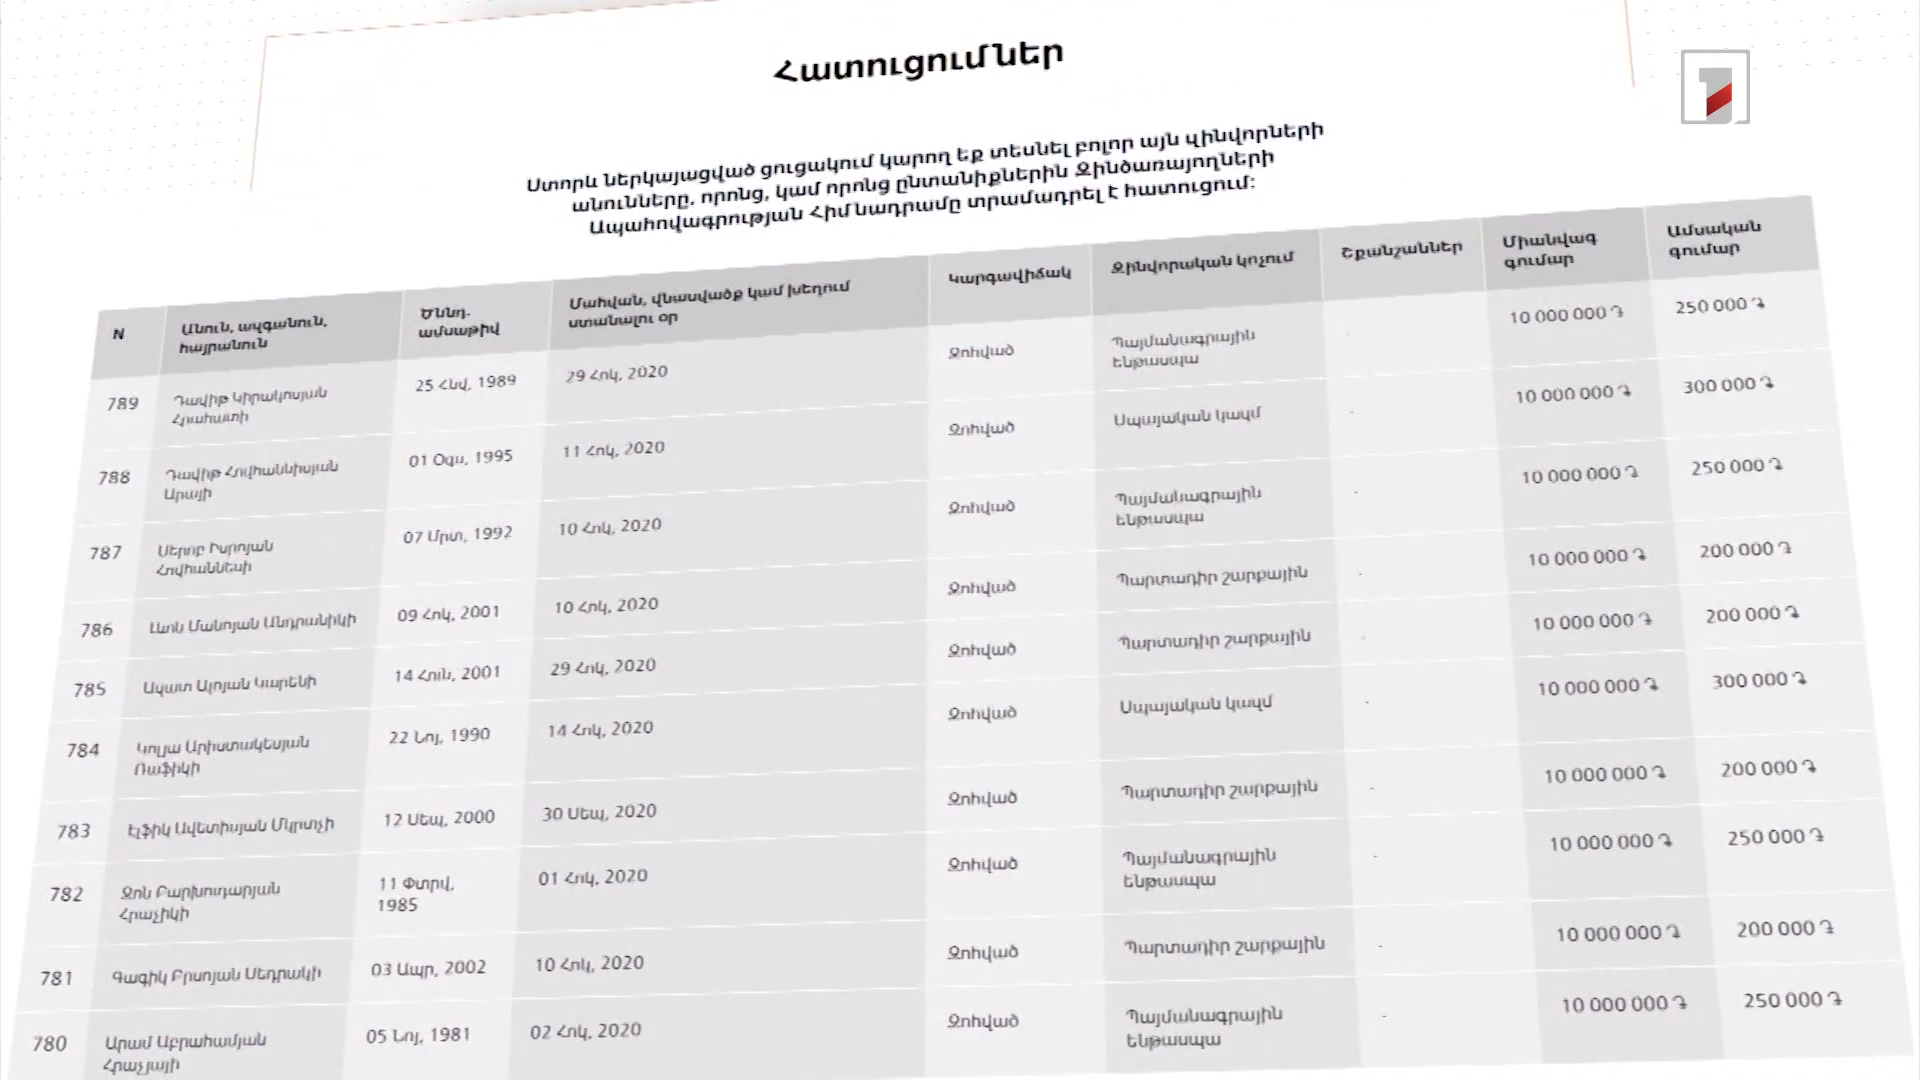 Հատուցումներ
Ստորև ներկայացված ցուցակում կարող եք տեսնել բոլոր այն զինվորների
անունները, որոնց, կամ որոնց ընտանիքներին Զինծառայողների
Ապահովագրության Հիմնադրամը տրամադրել է հատուցում:
N
Անուն, ազգանուն,
հայրանուն
Ծննդ.
ամսաթիվ
Մահվան, վնասվածք կամ խեղում
ստանալու օր
Կարգավիճակ
Զինվորական կոչում
Շքանշաններ
Միանվագ
գումար
Ամսական
գումար
789
Դավիթ Կիրակոսյան
Հրահատի
25 Հնվ, 1989
29 Հոկ, 2020
Զոհված
Պայմանագրային
ենթասպա
-
10 000 000 ֏
250 000 ֏
788
Դավիթ Հովհաննիսյան
Արայի
01 Օգս, 1995
11 Հոկ, 2020
Զոհված
Սպայական կազմ
-
10 000 000 ֏
300 000 ֏
787
Սերոբ Իսրոյան
Հովհաննեսի
07 Մրտ, 1992
10 Հոկ, 2020
Զոհված
Պայմանագրային
ենթասպա
-
10 000 000 ֏
250 000 ֏
786
Լևոն Մանոյան Անդրանիկի
09 Հոկ, 2001
10 Հոկ, 2020
Զոհված
Պարտադիր շարքային
-
10 000 000 ֏
200 000 ֏
785
Ազատ Ալոյան Կարենի
14 Հուն, 2001
29 Հոկ, 2020
Զոհված
Պարտադիր շարքային
-
10 000 000 ֏
200 000 ֏
784
Կոլյա Արիստակեսյան
Ռաֆիկի
22 Նոյ, 1990
14 Հոկ, 2020
Զոհված
Սպայական կազմ
-
10 000 000 ֏
300 000 ֏
783
Էլֆիկ Ավետիսյան Մկրտչի
12 Սեպ, 2000
30 Սեպ, 2020
Զոհված
Պարտադիր շարքային
-
10 000 000 ֏
200 000 ֏
782
Ջոն Բարխուդարյան
Հրաչիկի
11 Փտրվ,
1985
01 Հոկ, 2020
Զոհված
Պայմանագրային
ենթասպա
-
10 000 000 ֏
250 000 ֏
781
Գագիկ Բրսոյան Սեդրակի
03 Ապր, 2002
10 Հոկ, 2020
Զոհված
Պարտադիր շարքային
-
10 000 000 ֏
200 000 ֏
780
Արամ Աբրահամյան
Հրաչյայի
05 Նոյ, 1981
02 Հոկ, 2020
Զոհված
Պայմանագրային
ենթասպա
-
10 000 000 ֏
250 000 ֏